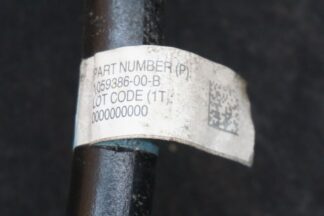 PART NUMBER (P)
1059386-00-B
LOT CODE (1T)
0000000000